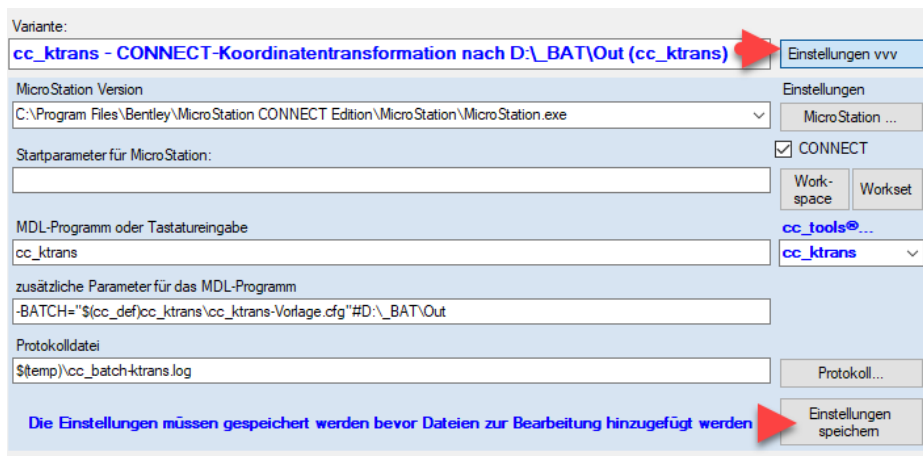 Variante:
cc_ktrans - CONNECT-Koordinatentransformation nach D:\_BAT\Out (cc_ktrans)
Einstellungen vvv
MicroStation Version
Einstellungen
C:\Program Files\Bentley\MicroStation CONNECT Edition\MicroStation\MicroStation.exe
MicroStation ...
CONNECT
Startparameter für MicroStation:
Work-
space
Workset
MDL-Programm oder Tastatureingabe
cc_tools®...
cc_ktrans
cc_ktrans
zusätzliche Parameter für das MDL-Programm
-BATCH="$(cc_def)cc_ktrans\cc_ktrans-Vorlage.cfg"#D:\_BAT\Out
Protokolldatei
$(temp)\cc_batch-ktrans.log
Protokoll...
Die Einstellungen müssen gespeichert werden bevor Dateien zur Bearbeitung hinzugefügt werden
Einstellungen
speichern